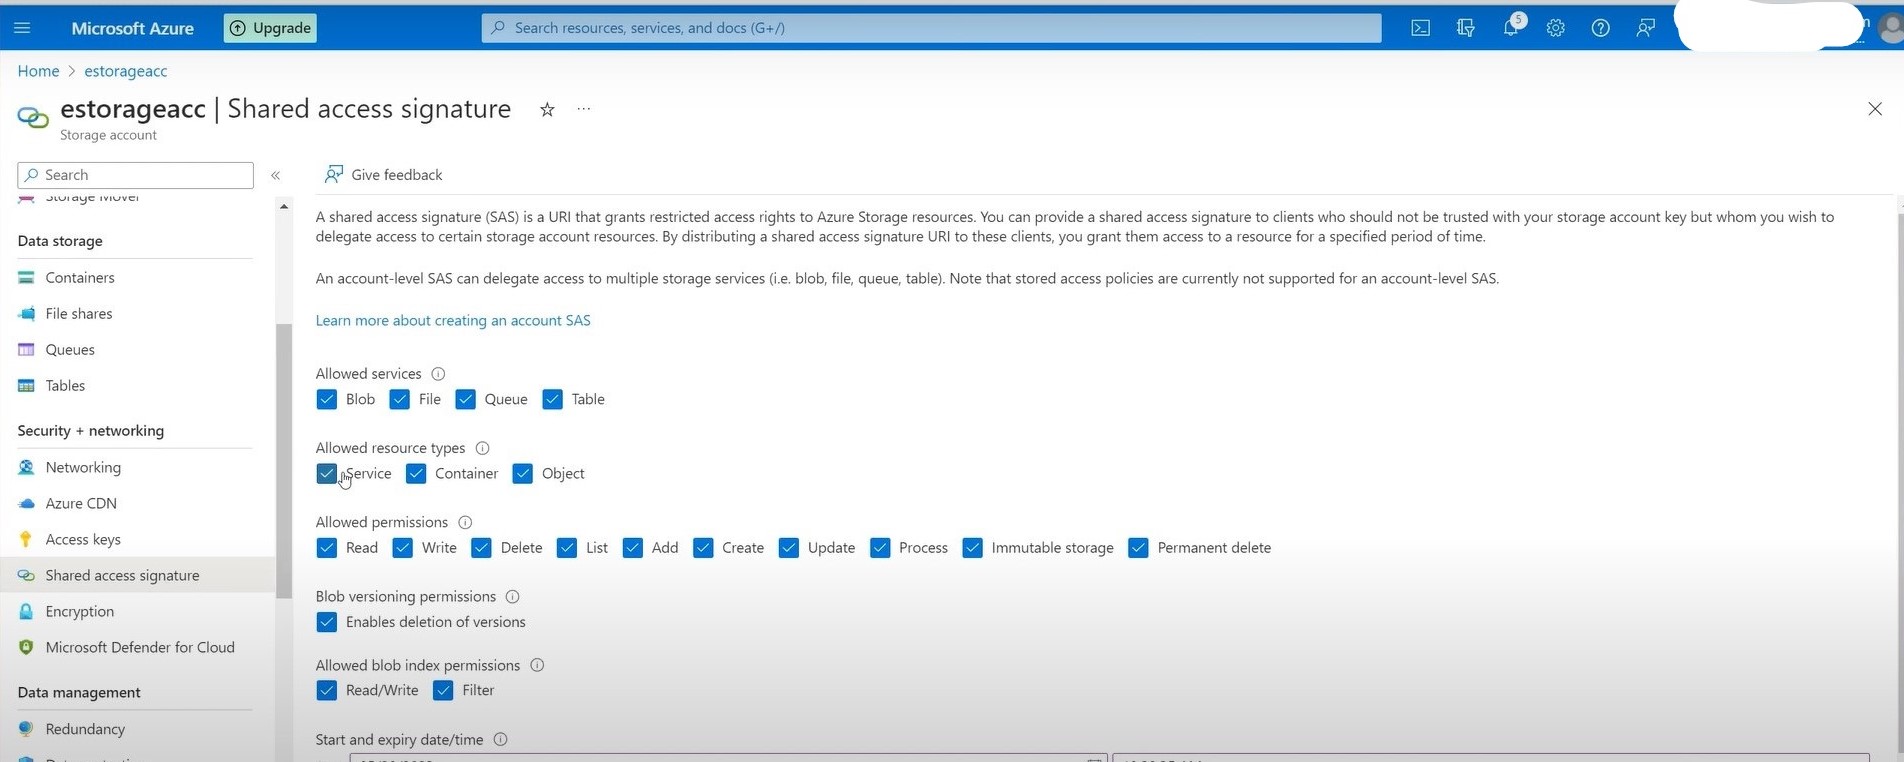 Microsoft Azure
Upgrade
Search resources, services, and docs (G+/)
5
Home > estorageacc
estorageacc | Shared access signature
Storage account
Search
Give feedback
Storage Mover
Data storage
Containers
File shares
Queues
Tables
Security + networking
Networking
Azure CDN
Access keys
Shared access signature
Encryption
Microsoft Defender for Cloud
Data management
Redundancy
A shared access signature (SAS) is a URI that grants restricted access rights to Azure Storage resources. You can provide a shared access signature to clients who should not be trusted with your storage account key but whom you wish to
delegate access to certain storage account resources. By distributing a shared access signature URI to these clients, you grant them access to a resource for a specified period of time.
An account-level SAS can delegate access to multiple storage services (i.e. blob, file, queue, table). Note that stored access policies are currently not supported for an account-level SAS.
Learn more about creating an account SAS
Allowed services
Blob File Queue Table
Allowed resource types
Service Container Object
Allowed permissions
Read Write Delete List Add Create Update Process Immutable storage Permanent delete
Blob versioning permissions
Enables deletion of versions
Allowed blob index permissions
Read/Write Filter
Start and expiry date/time